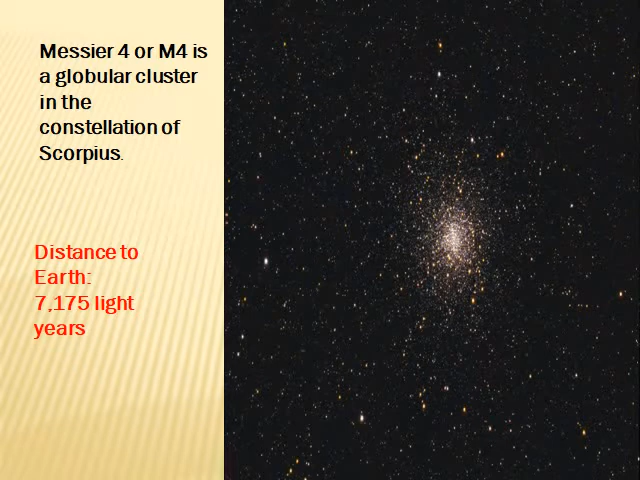 Messier 4 or M4 is
a globular cluster
in the
constellation of
Scorpius.
Distance to
Earth:
7,175 light
years